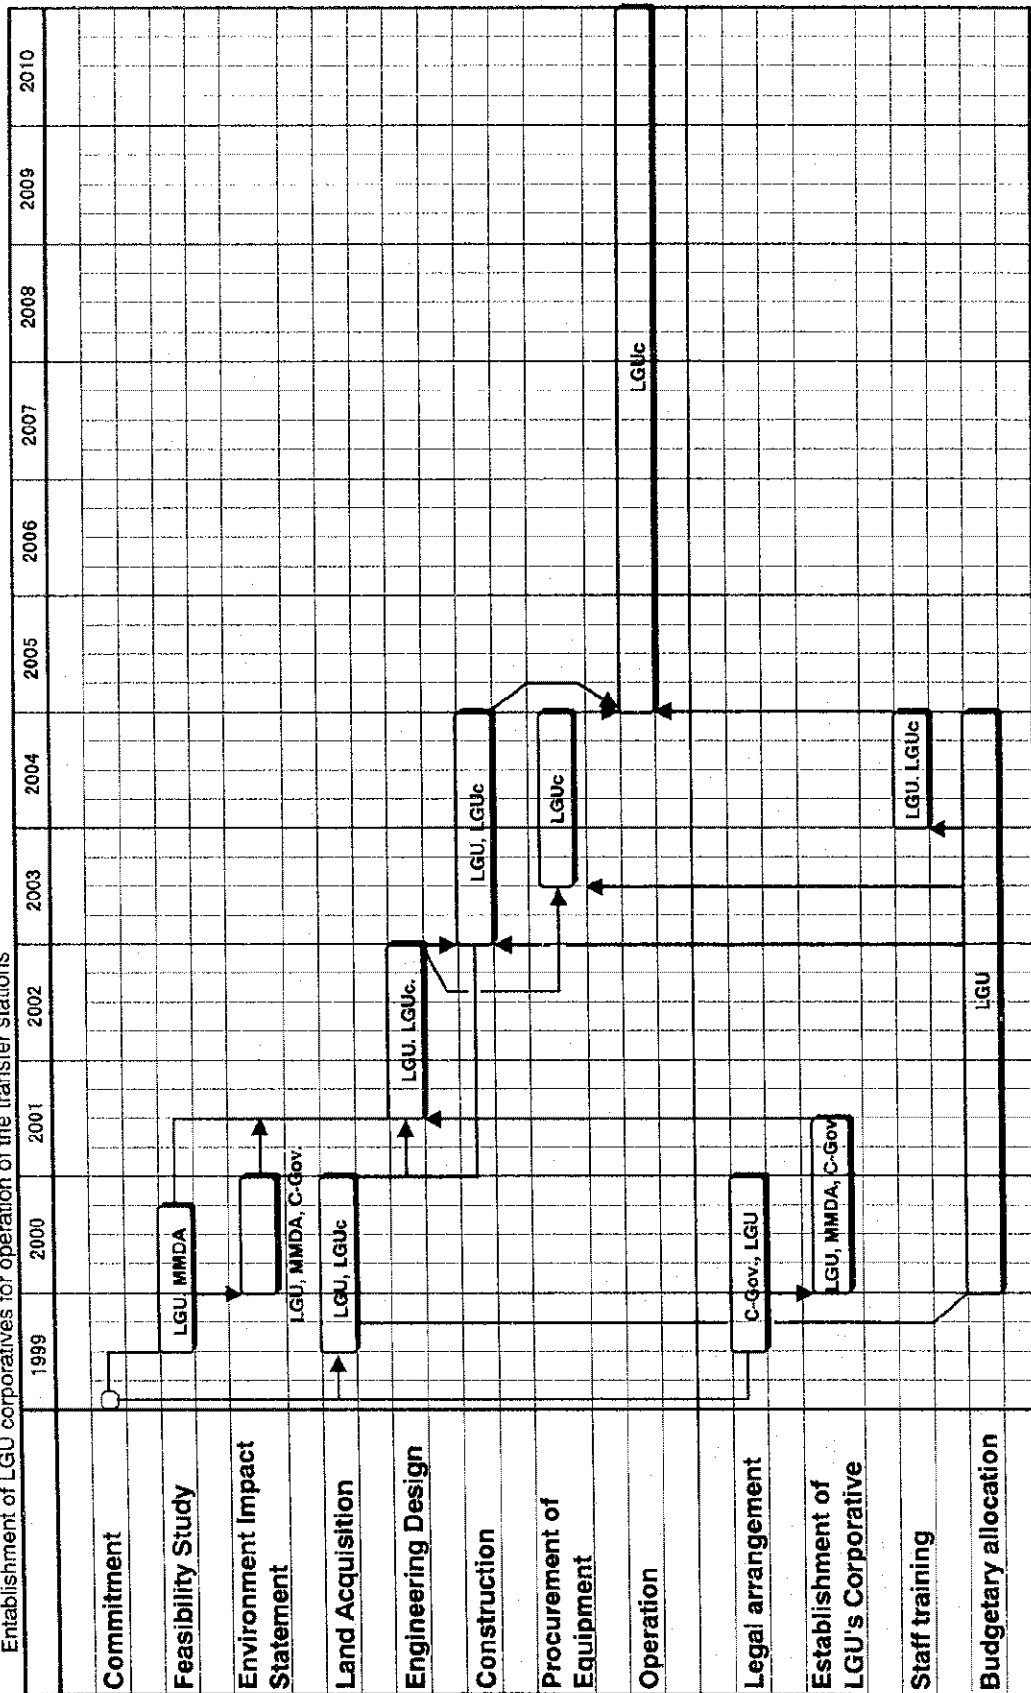 Entablishment of LGU corporatives for operation of the transfer stations
1999 2000 2001 2002 2003 2004 2005 2006 2007 2008 2009 2010
Commitment
Feasibility Study
LGU, MMDA
Environment Impact
Statement
LGU, MMDA, C-Gov.
Land Acquisition
LGU, LGUc
Engineering Design
LGU. LGUc.
Construction
LGU, LGUc
Procurement of
Equipment
LGUc
Operation
LGUc
Legal arrangement
C-Gov., LGU
Establishment of
LGU's Corporative
LGU, MMDA, C-Gov
Staff training
LGU. LGUc
Budgetary allocation
LGU